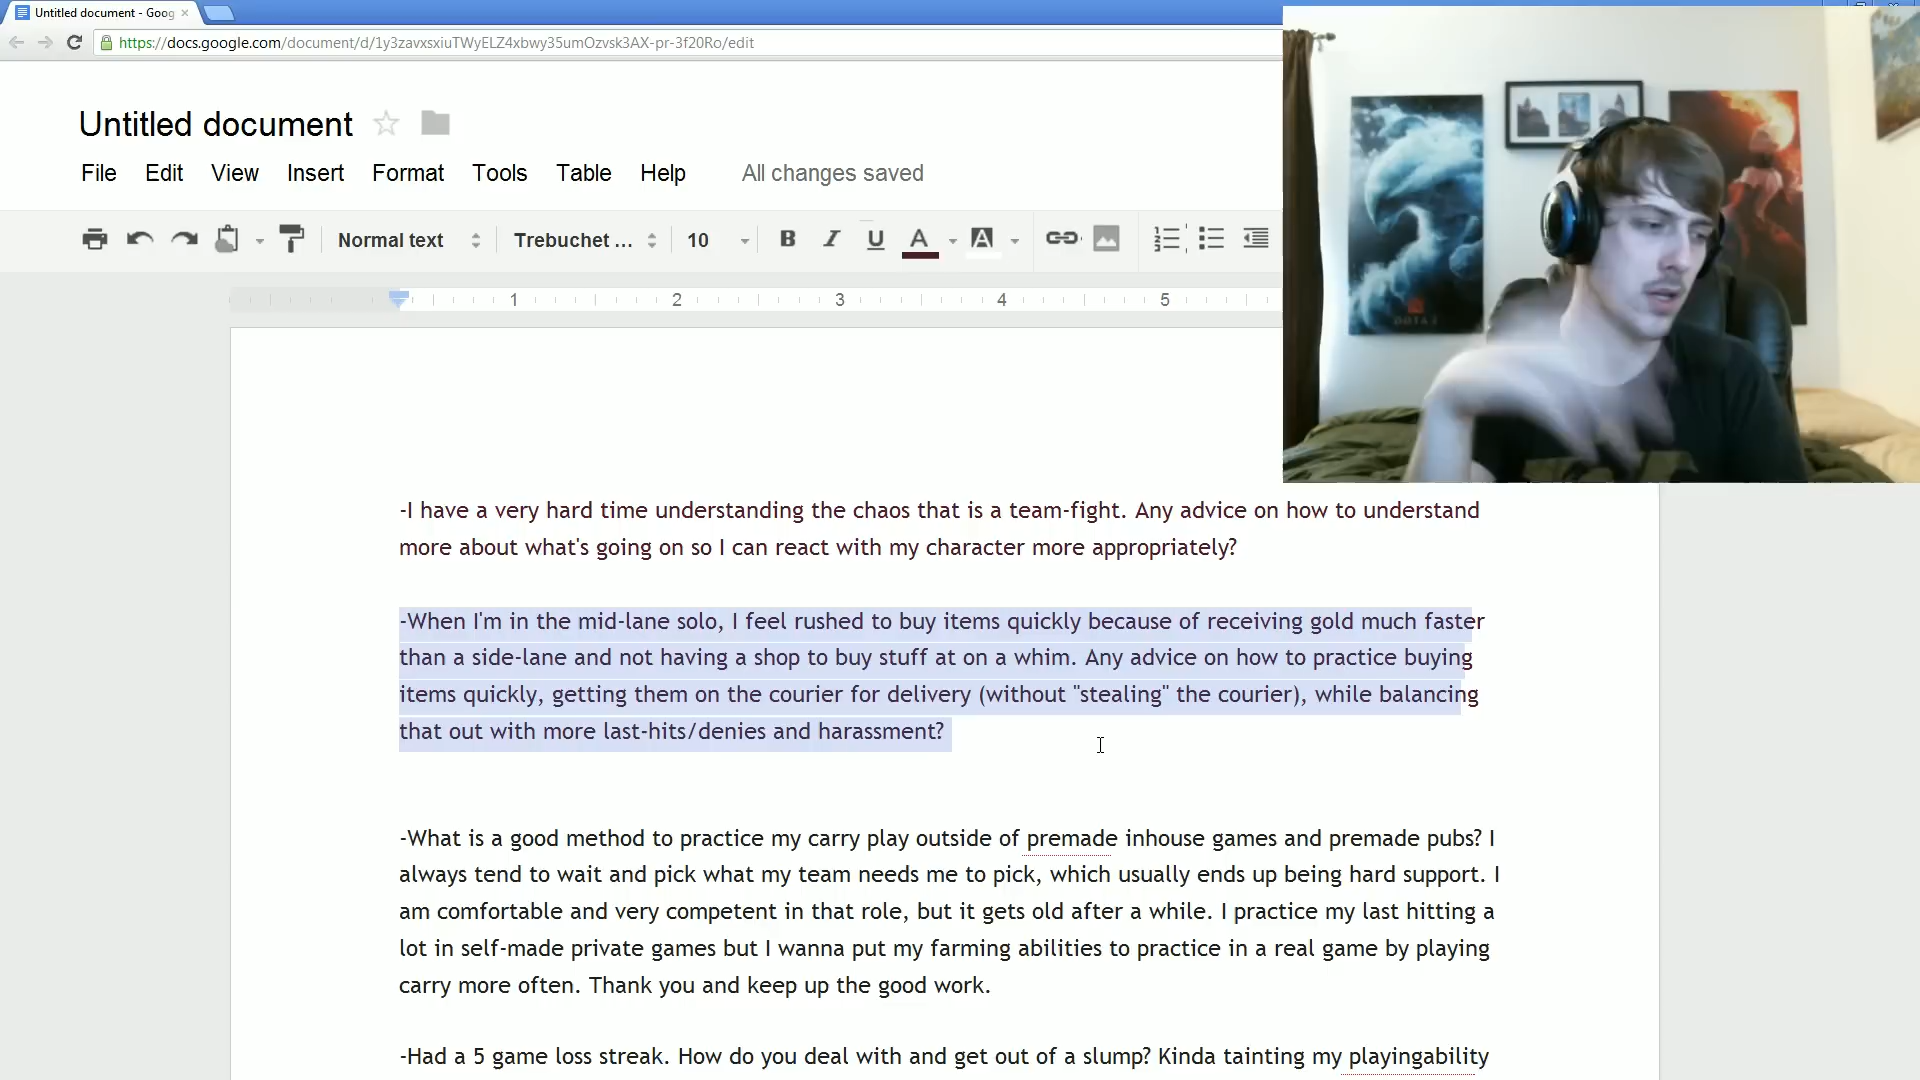 Untitled document - Goog
https://docs.google.com/document/d/1y3zavxsxiuTWyELZ4xbwy35umOzvsk3AX-pr-3f20Ro/edit
Untitled document
File Edit View Insert Format Tools Table Help All changes saved
Normal text Trebuchet ... 10 B I U A A
1 2 3 4 5
DOTA 2
-I have a very hard time understanding the chaos that is a team-fight. Any advice on how to understand
more about what's going on so I can react with my character more appropriately?
-When I'm in the mid-lane solo, I feel rushed to buy items quickly because of receiving gold much faster
than a side-lane and not having a shop to buy stuff at on a whim. Any advice on how to practice buying
items quickly, getting them on the courier for delivery (without "stealing" the courier), while balancing
that out with more last-hits/denies and harassment?
-What is a good method to practice my carry play outside of premade inhouse games and premade pubs? I
always tend to wait and pick what my team needs me to pick, which usually ends up being hard support. I
am comfortable and very competent in that role, but it gets old after a while. I practice my last hitting a
lot in self-made private games but I wanna put my farming abilities to practice in a real game by playing
carry more often. Thank you and keep up the good work.
-Had a 5 game loss streak. How do you deal with and get out of a slump? Kinda tainting my playingability